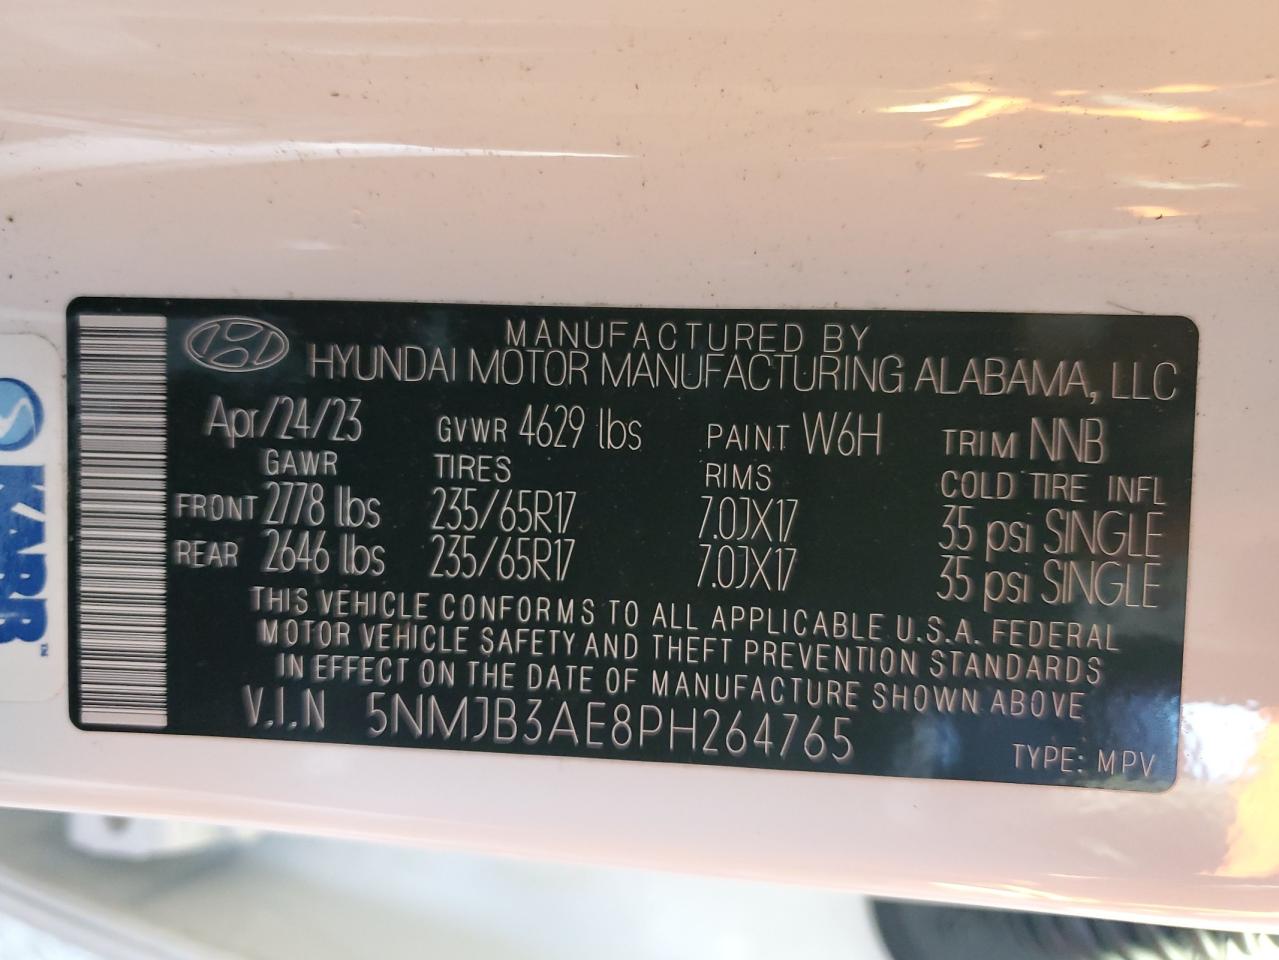 MANUFACTURED BY
HYUNDAI MOTOR MANUFACTURING ALABAMA, LLC
Apr/24/23 GVWR 4629 lbs PAINT W6H TRIM NNB
GAWR TIRES RIMS COLD TIRE INFL
FRONT 2778 lbs 235/65R17 7.0JX17 35 psi SINGLE
REAR 2646 lbs 235/65R17 7.0JX17 35 psi SINGLE
THIS VEHICLE CONFORMS TO ALL APPLICABLE U.S.A. FEDERAL
MOTOR VEHICLE SAFETY AND THEFT PREVENTION STANDARDS
IN EFFECT ON THE DATE OF MANUFACTURE SHOWN ABOVE
V.I.N 5NMJB3AE8PH264765
TYPE: MPV
KARR™